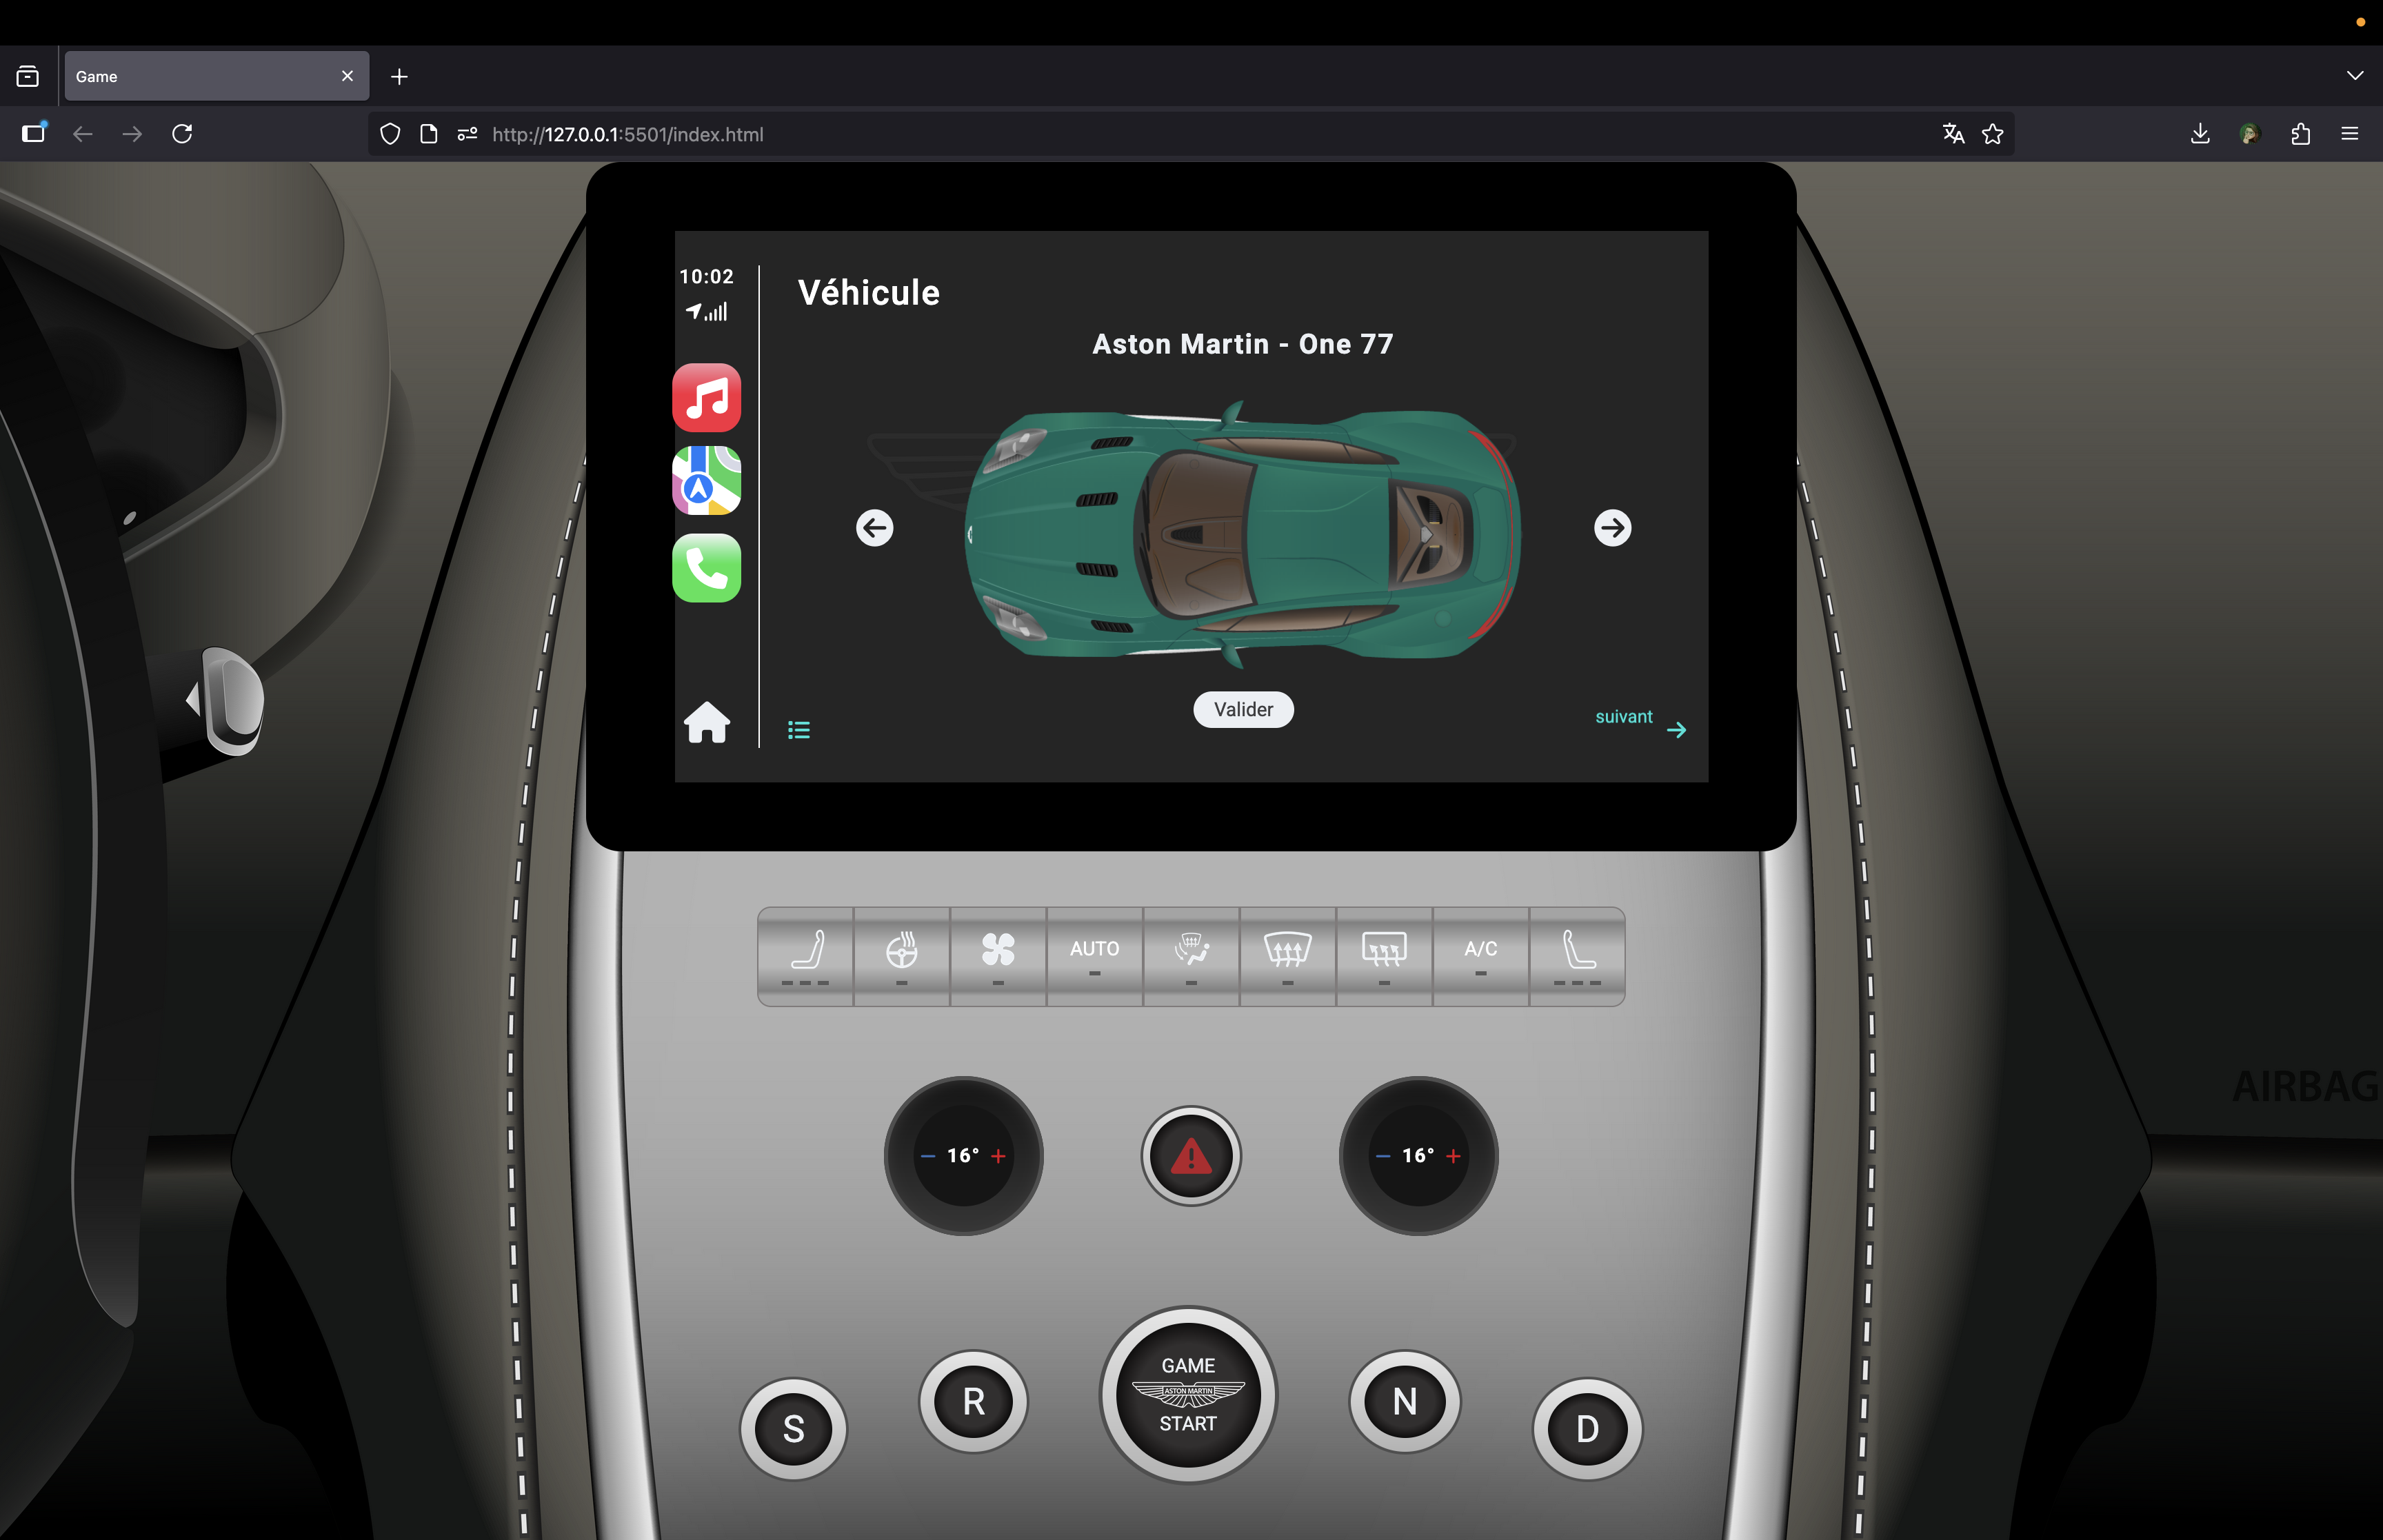 Game
http://127.0.0.1:5501/index.html
10:02
Véhicule
Aston Martin - One 77
Valider
suivant
AUTO
A/C
AIRBAG
16°
16°
GAME
ASTON MARTIN
START
R
N
S
D